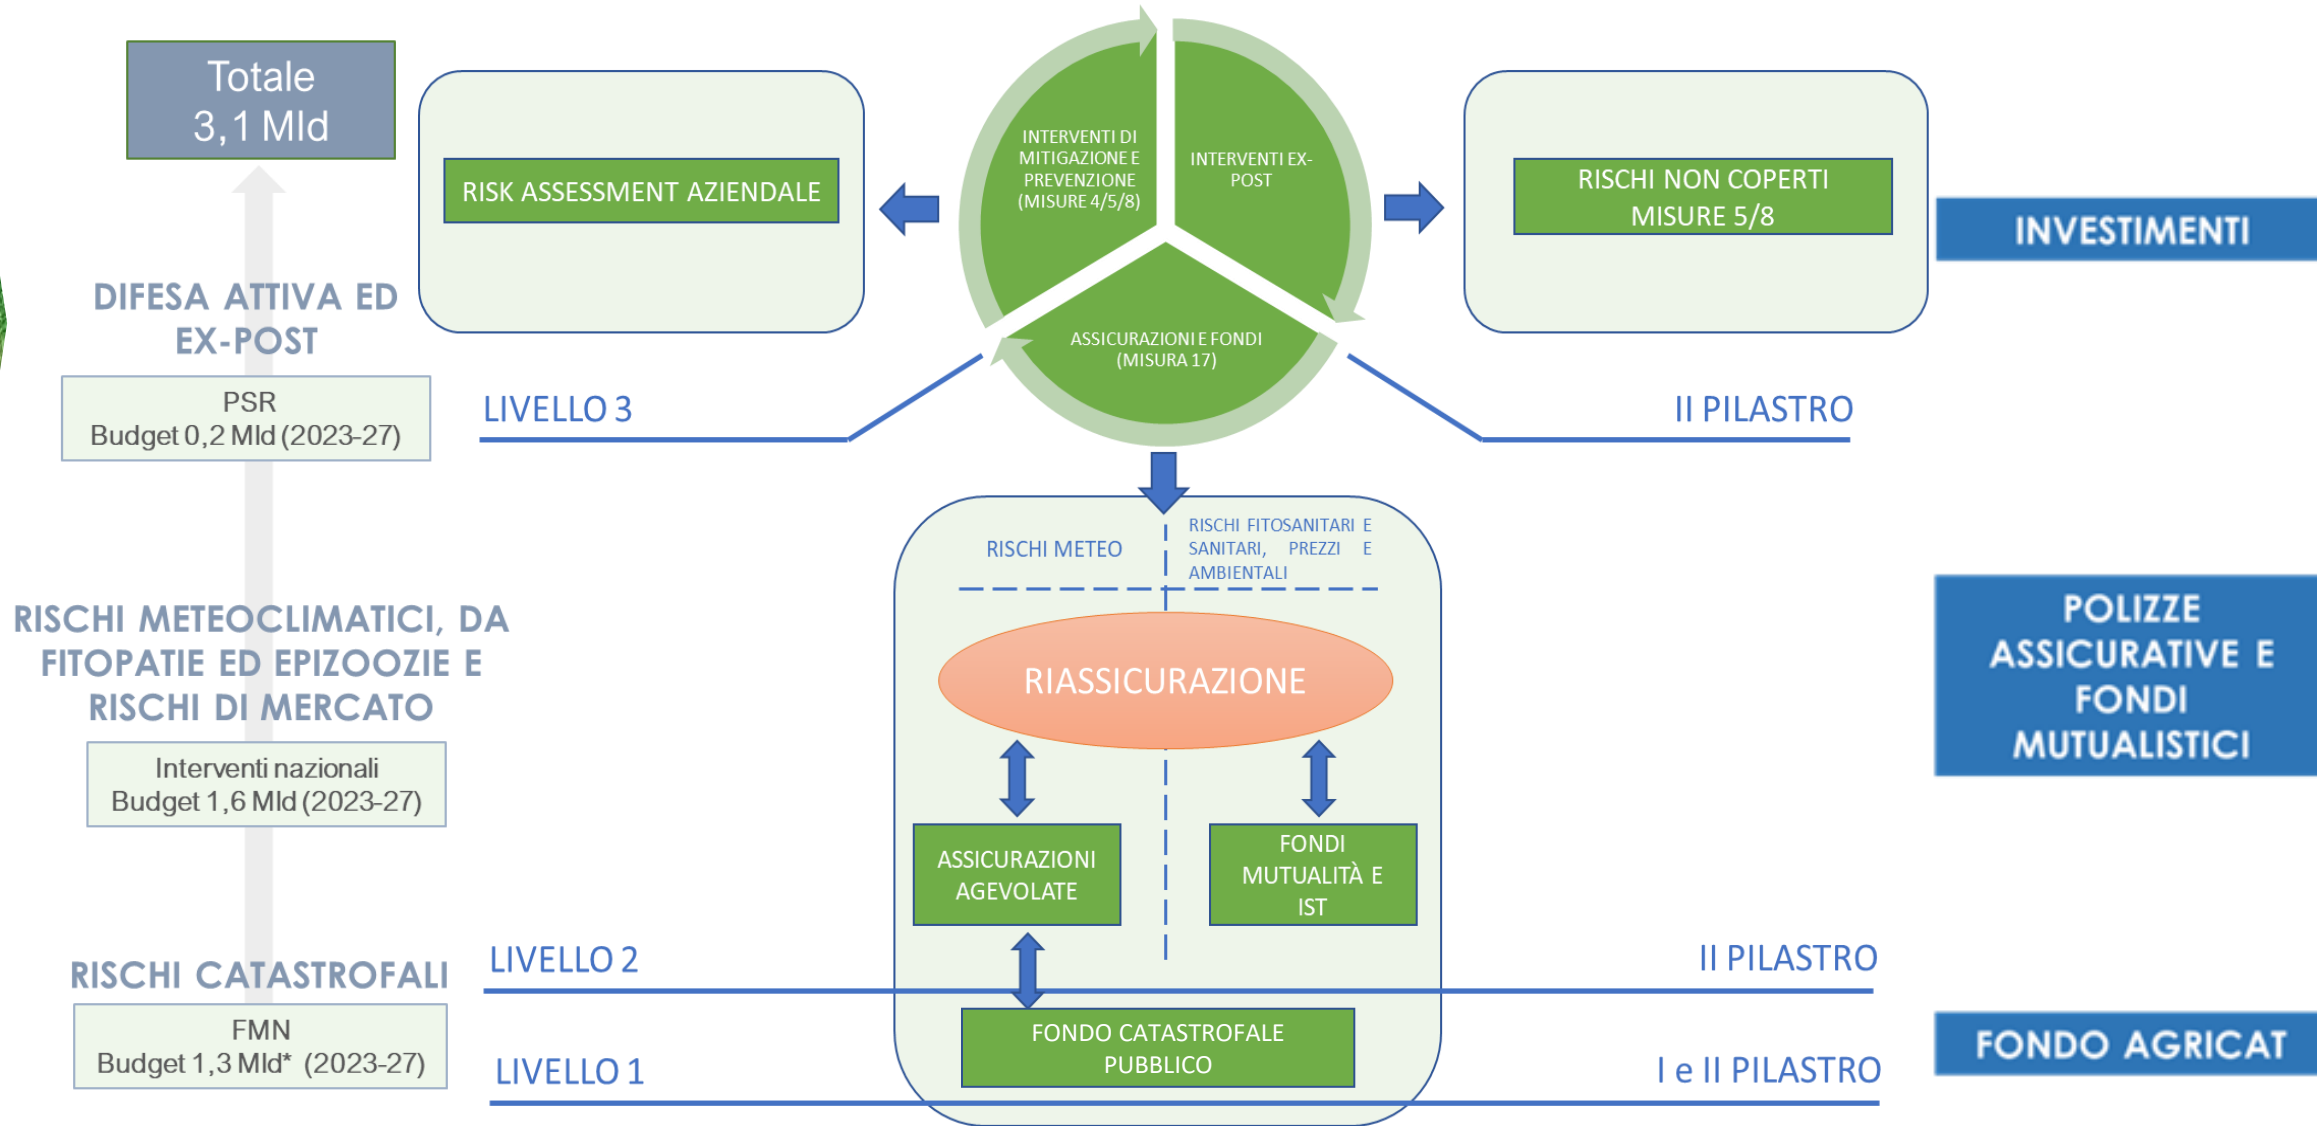 Totale
3,1 Mld
DIFESA ATTIVA ED
EX-POST
PSR
Budget 0,2 Mld (2023-27)
RISCHI METEOCLIMATICI, DA
FITOPATIE ED EPIZOOZIE E
RISCHI DI MERCATO
Interventi nazionali
Budget 1,6 Mld (2023-27)
RISCHI CATASTROFALI
FMN
Budget 1,3 Mld* (2023-27)
RISK ASSESSMENT AZIENDALE
INTERVENTI DI
MITIGAZIONE E
PREVENZIONE
(MISURE 4/5/8)
INTERVENTI EX-
POST
ASSICURAZIONI E FONDI
(MISURA 17)
RISCHI NON COPERTI
MISURE 5/8
LIVELLO 3
II PILASTRO
RISCHI METEO
RISCHI FITOSANITARI E
SANITARI, PREZZI E
AMBIENTALI
RIASSICURAZIONE
ASSICURAZIONI
AGEVOLATE
FONDI
MUTUALITÀ E
IST
LIVELLO 2
II PILASTRO
FONDO CATASTROFALE
PUBBLICO
LIVELLO 1
I e II PILASTRO
INVESTIMENTI
POLIZZE
ASSICURATIVE E
FONDI
MUTUALISTICI
FONDO AGRICAT